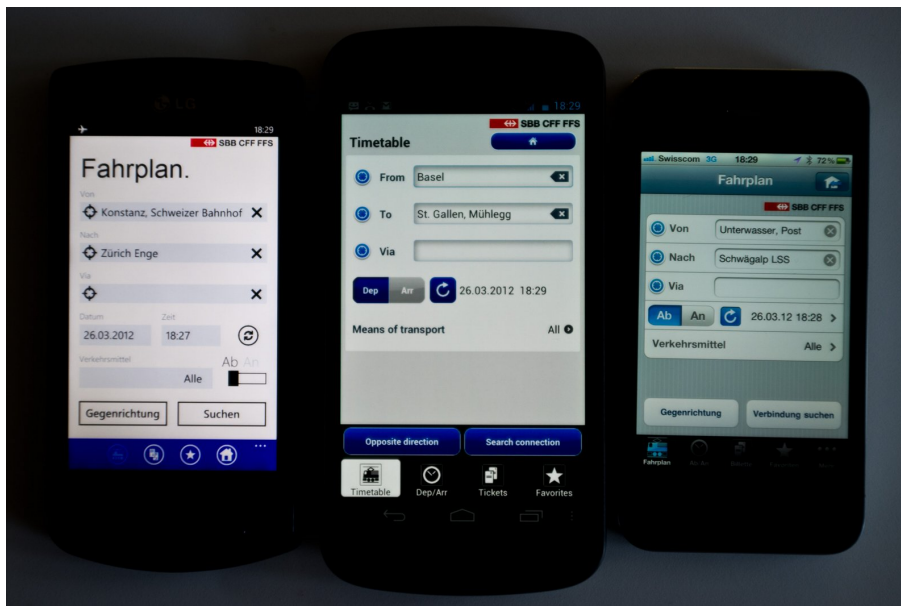 LG
18:29
SBB CFF FFS
Fahrplan.
Von
Konstanz, Schweizer Bahnhof
Nach
Zürich Enge
Via
Datum Zeit
26.03.2012 18:27
Verkehrsmittel Ab An
Alle
Gegenrichtung Suchen
18:29
SBB CFF FFS
Timetable
From Basel
To St. Gallen, Mühlegg
Via
Dep Arr 26.03.2012 18:29
Means of transport All
Opposite direction Search connection
Timetable Dep/Arr Tickets Favorites
Swisscom 3G 18:29 72%
Fahrplan
SBB CFF FFS
Von Unterwasser, Post
Nach Schwägalp LSS
Via
Ab An 26.03.12 18:28
Verkehrsmittel Alle
Gegenrichtung Verbindung suchen
Fahrplan